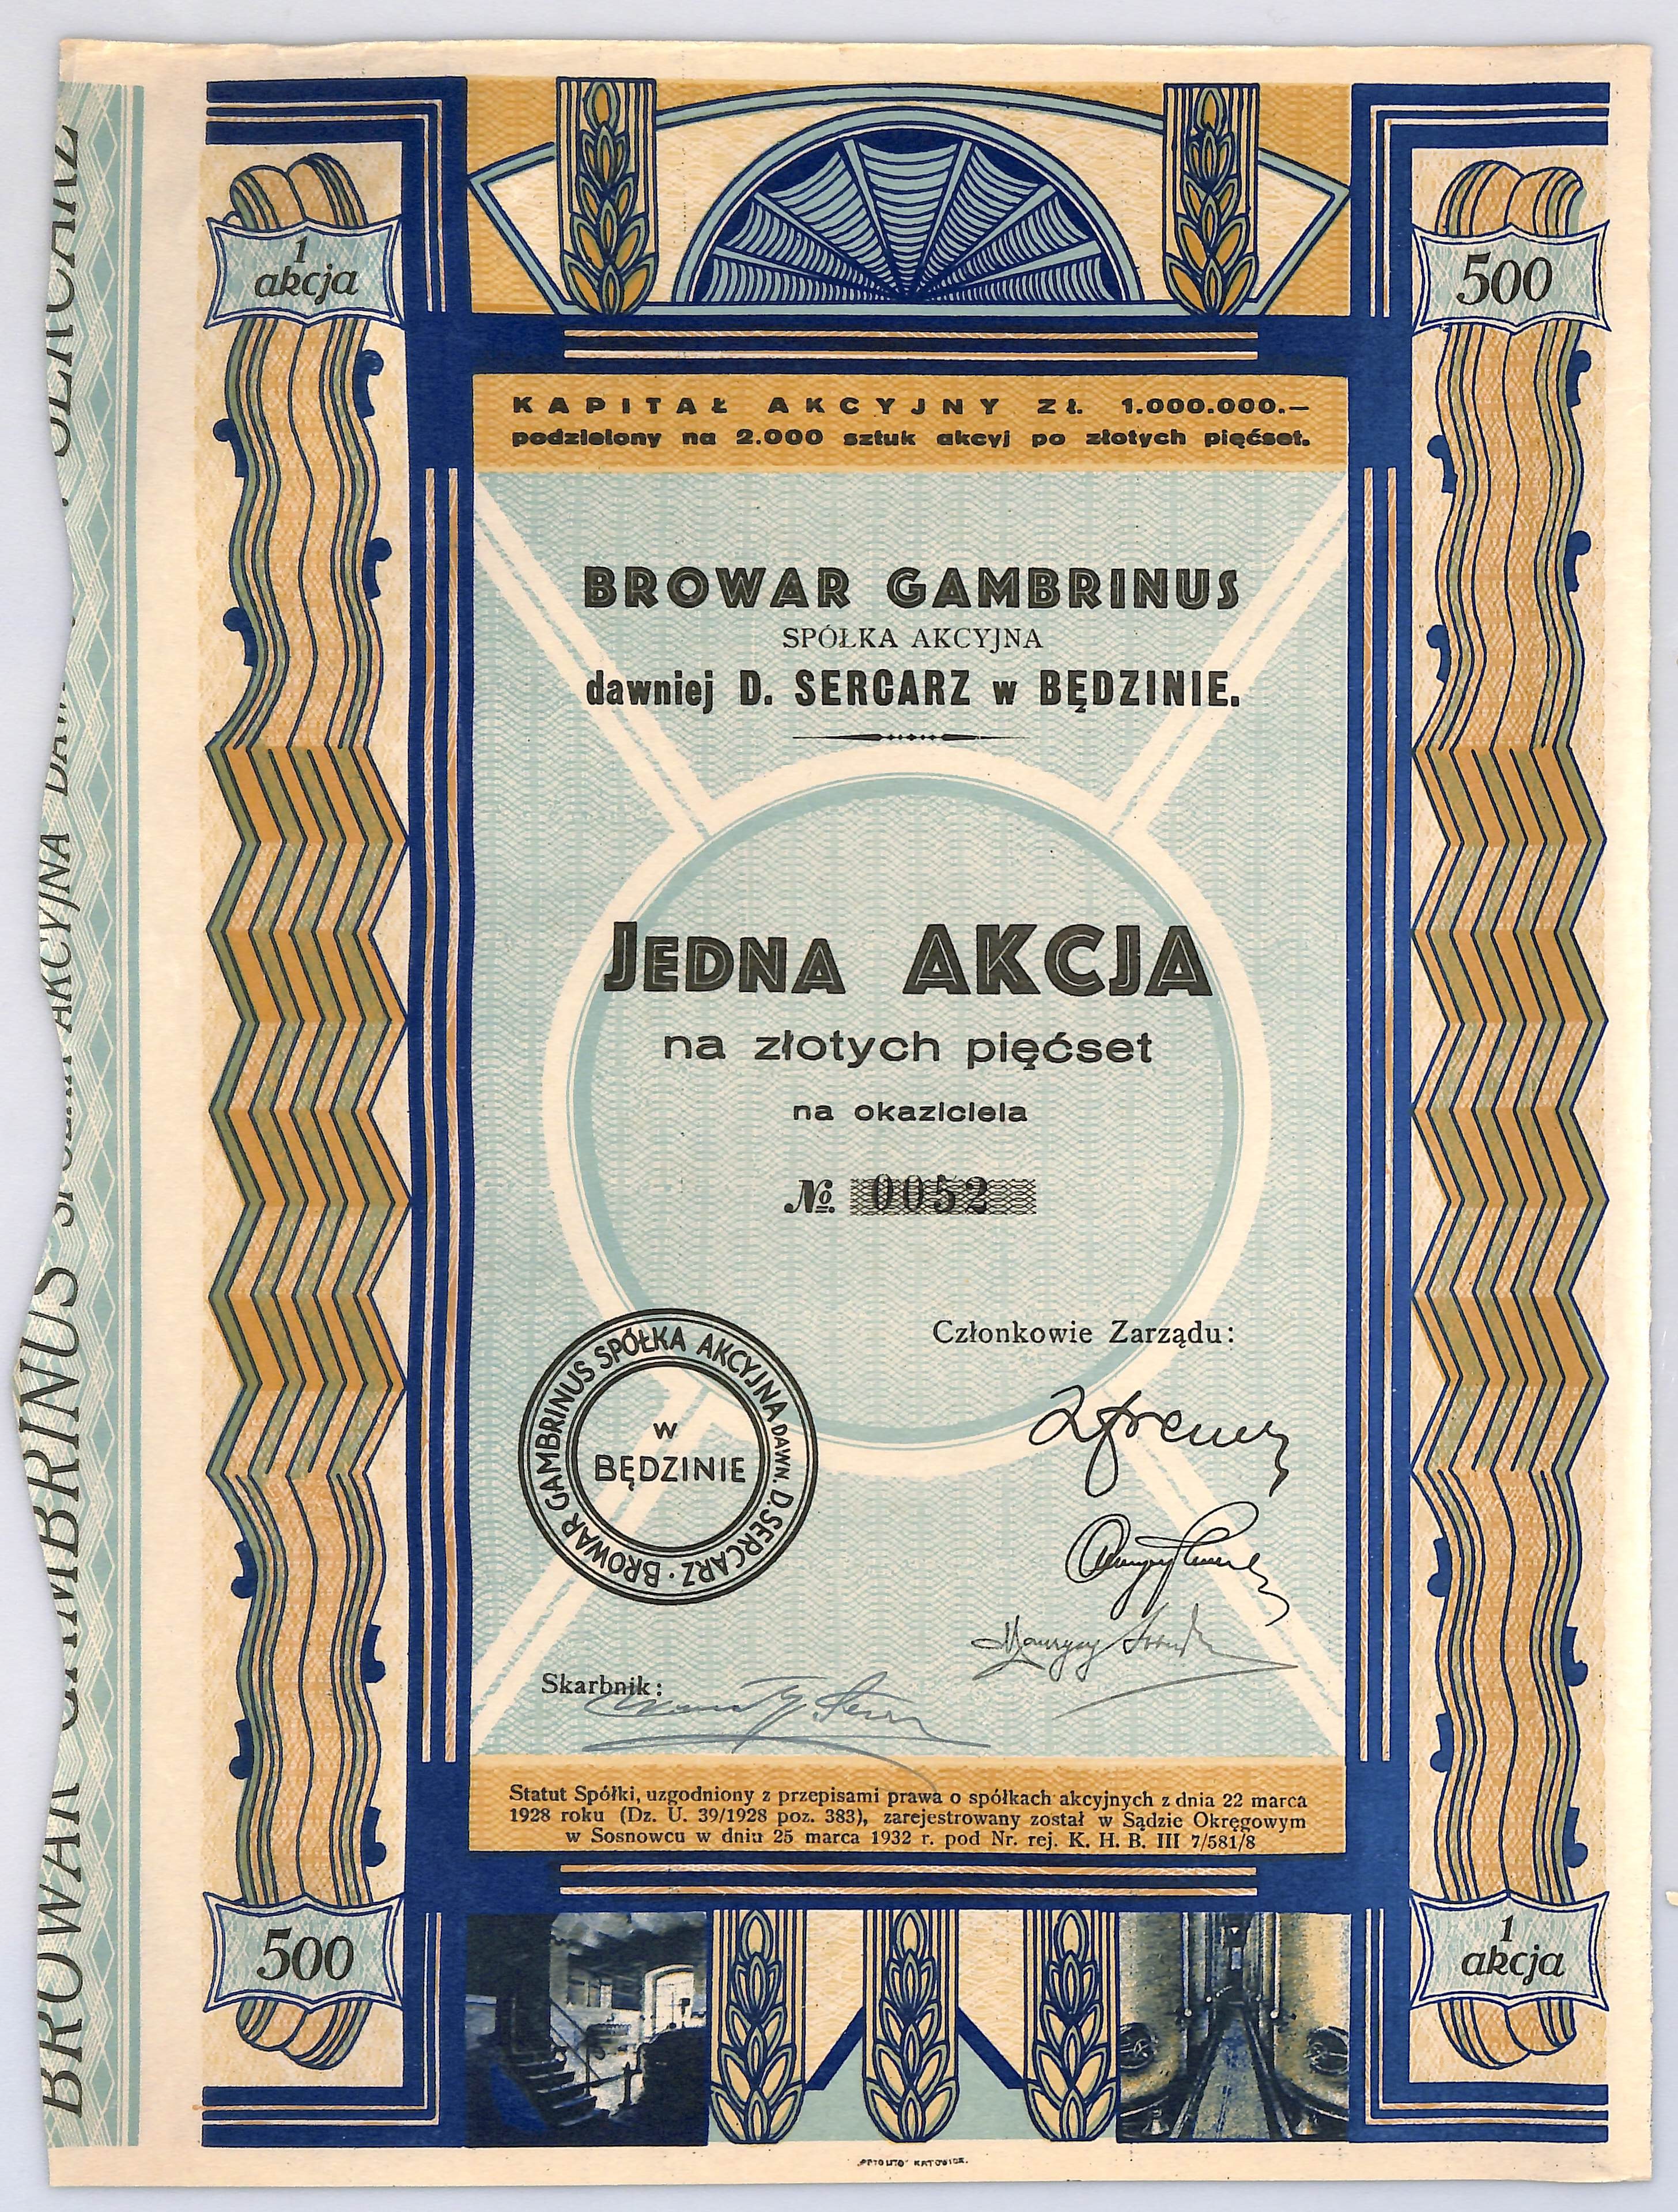 1
akcja
500
KAPITAŁ AKCYJNY ZŁ. 1.000.000.—
podzielony na 2.000 sztuk akcyj po złotych pięćset.
BROWAR GAMBRINUS
SPÓŁKA AKCYJNA
dawniej D. SERCARZ w BĘDZINIE.
JEDNA AKCJA
na złotych pięćset
na okaziciela
№ 0052
Członkowie Zarządu:
BROWAR GAMBRINUS SPÓŁKA AKCYJNA DAWN. D. SERCARZ ·
W
BĘDZINIE
Maurycy
Skarbnik:
Statut Spółki, uzgodniony z przepisami prawa o spółkach akcyjnych z dnia 22 marca
1928 roku (Dz. U. 39/1928 poz. 383), zarejestrowany został w Sądzie Okręgowym
w Sosnowcu w dniu 25 marca 1932 r. pod Nr. rej. K. H. B. III 7/581/8
500
1
akcja
BROWAR GAMBRINUS SPÓŁKA AKCYJNA DAW SERCARZ
KATOWICE.